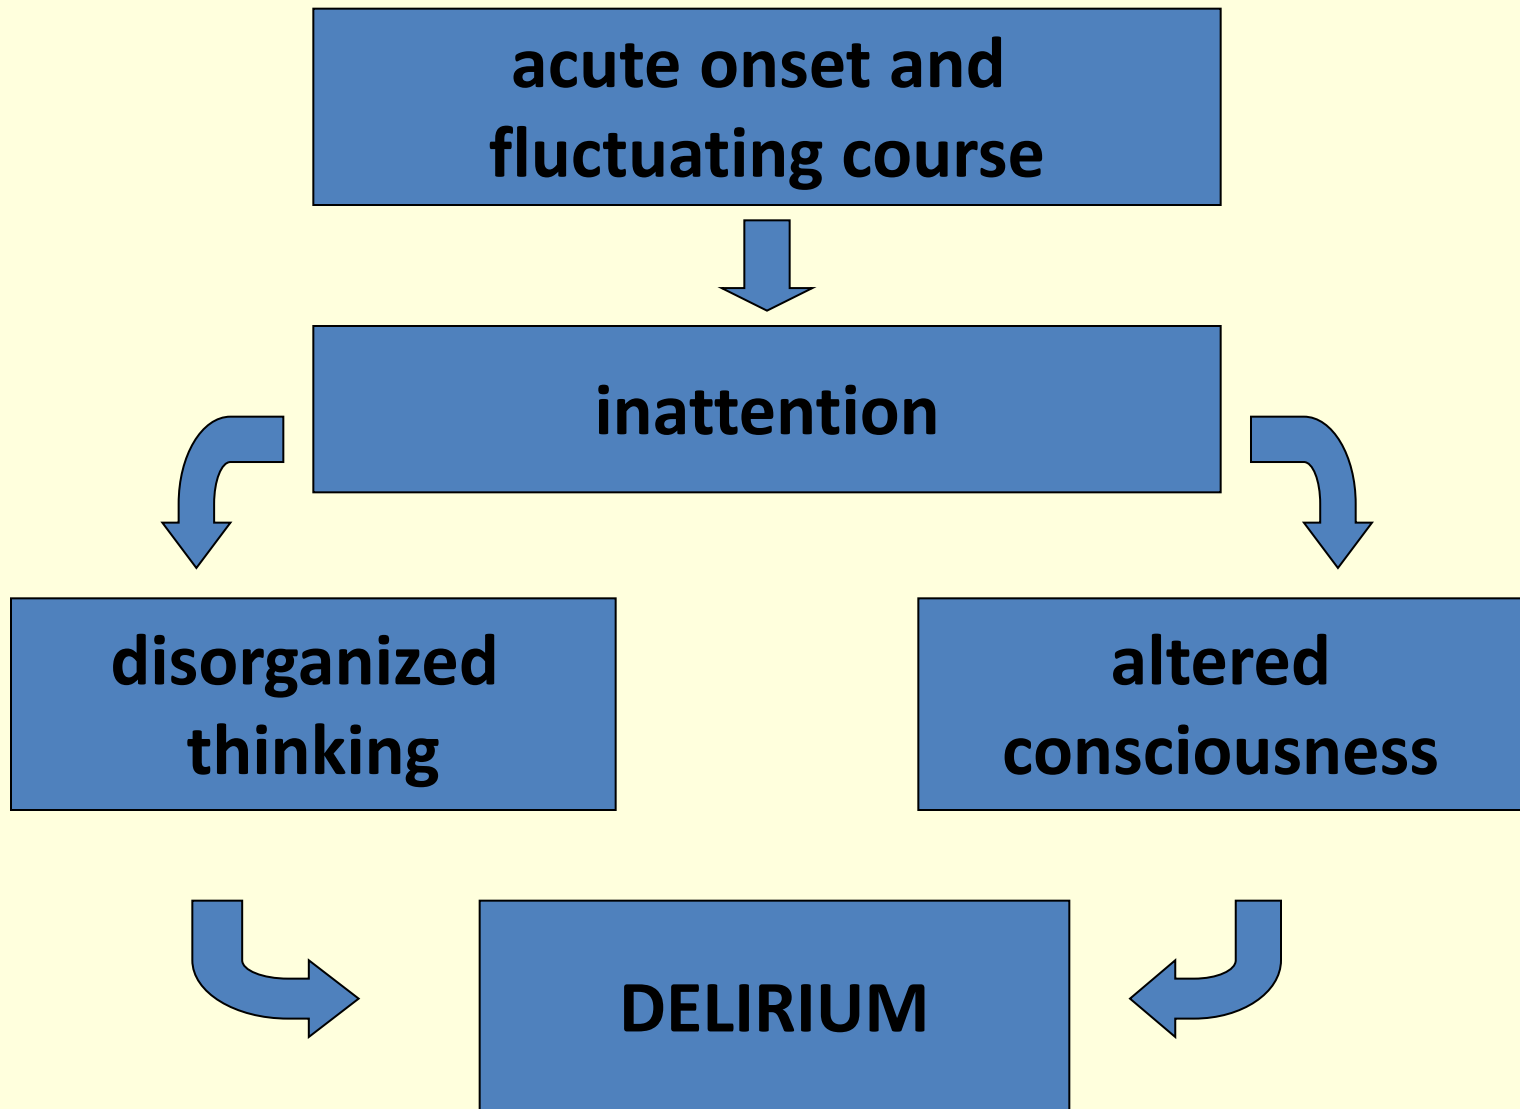 acute onset and
fluctuating course
inattention
disorganized
thinking
altered
consciousness
DELIRIUM